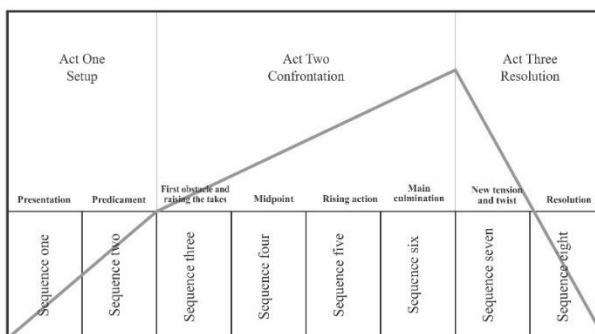 Act One
Setup
Act Two
Confrontation
Act Three
Resolution
Presentation
Predicament
First obstacle and
raising the takes
Midpoint
Rising action
Main
culmination
New tension
and twist
Resolution
Sequence one
Sequence two
Sequence three
Sequence four
Sequence five
Sequence six
Sequence seven
Sequence eight